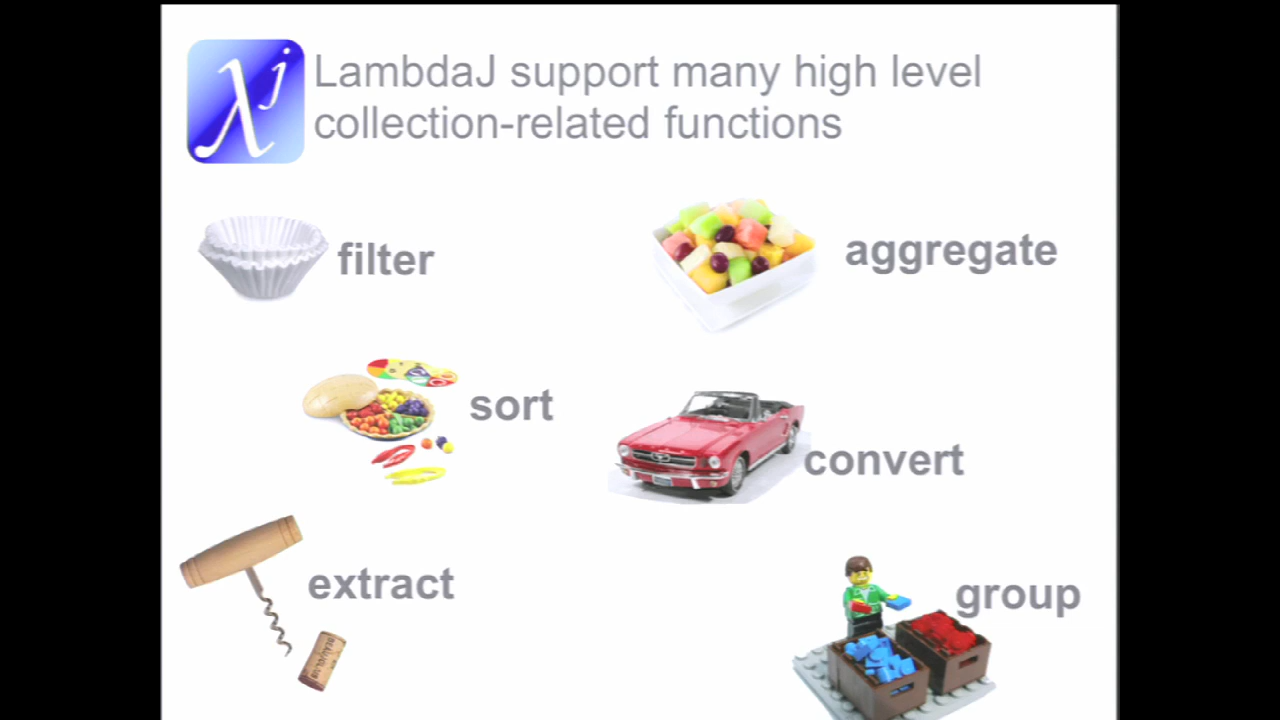 λj
LambdaJ support many high level
collection-related functions
filter
aggregate
sort
convert
extract
group